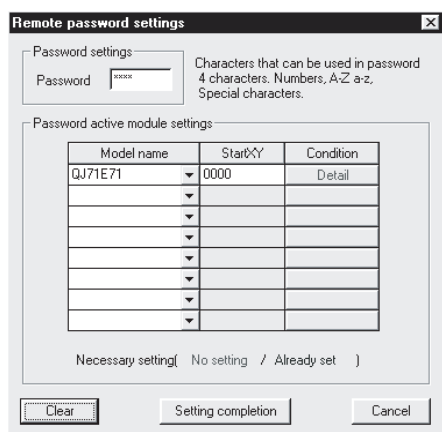 Remote password settings
Password settings
Password xxxx
Characters that can be used in password
4 characters. Numbers, A-Z a-z,
Special characters.
Password active module settings
Model name StartXY Condition
QJ71E71 0000 Detail
Necessary setting( No setting / Already set )
Clear Setting completion Cancel